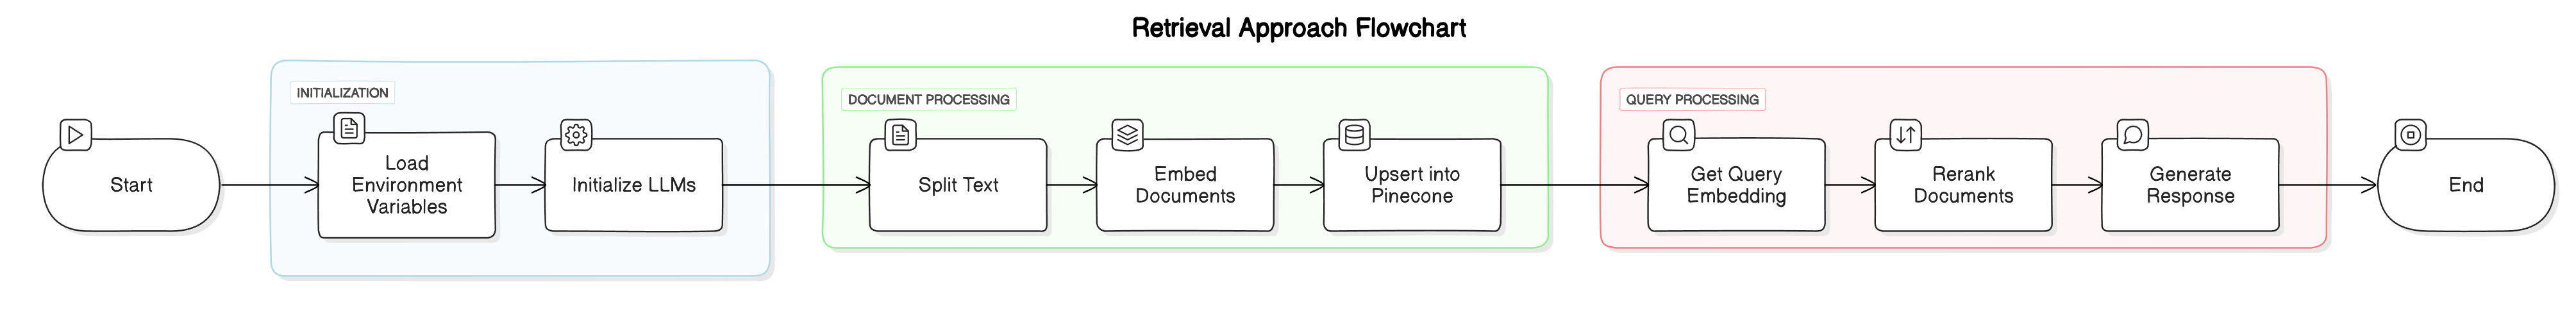 Retrieval Approach Flowchart
INITIALIZATION
DOCUMENT PROCESSING
QUERY PROCESSING
Start
Load
Environment
Variables
Initialize LLMs
Split Text
Embed
Documents
Upsert into
Pinecone
Get Query
Embedding
Rerank
Documents
Generate
Response
End